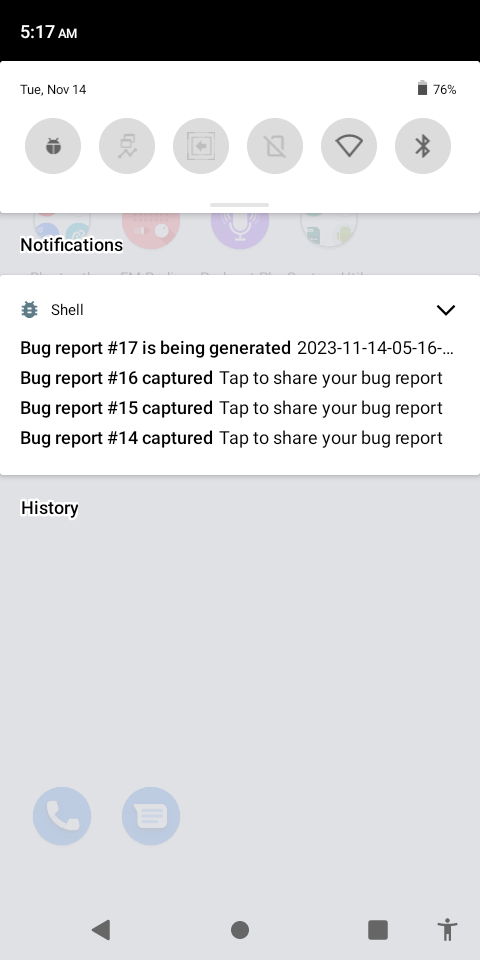 5:17 AM
Tue, Nov 14
76%
Notifications
Shell
Bug report #17 is being generated 2023-11-14-05-16-...
Bug report #16 captured Tap to share your bug report
Bug report #15 captured Tap to share your bug report
Bug report #14 captured Tap to share your bug report
History